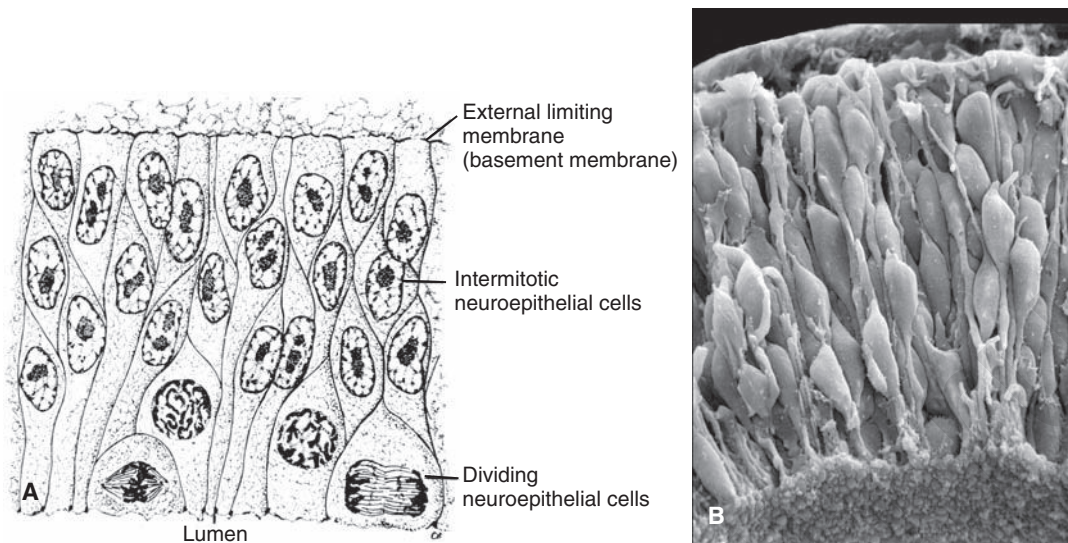 External limiting
membrane
(basement membrane)
Intermitotic
neuroepithelial cells
Dividing
neuroepithelial cells
A
Lumen
B